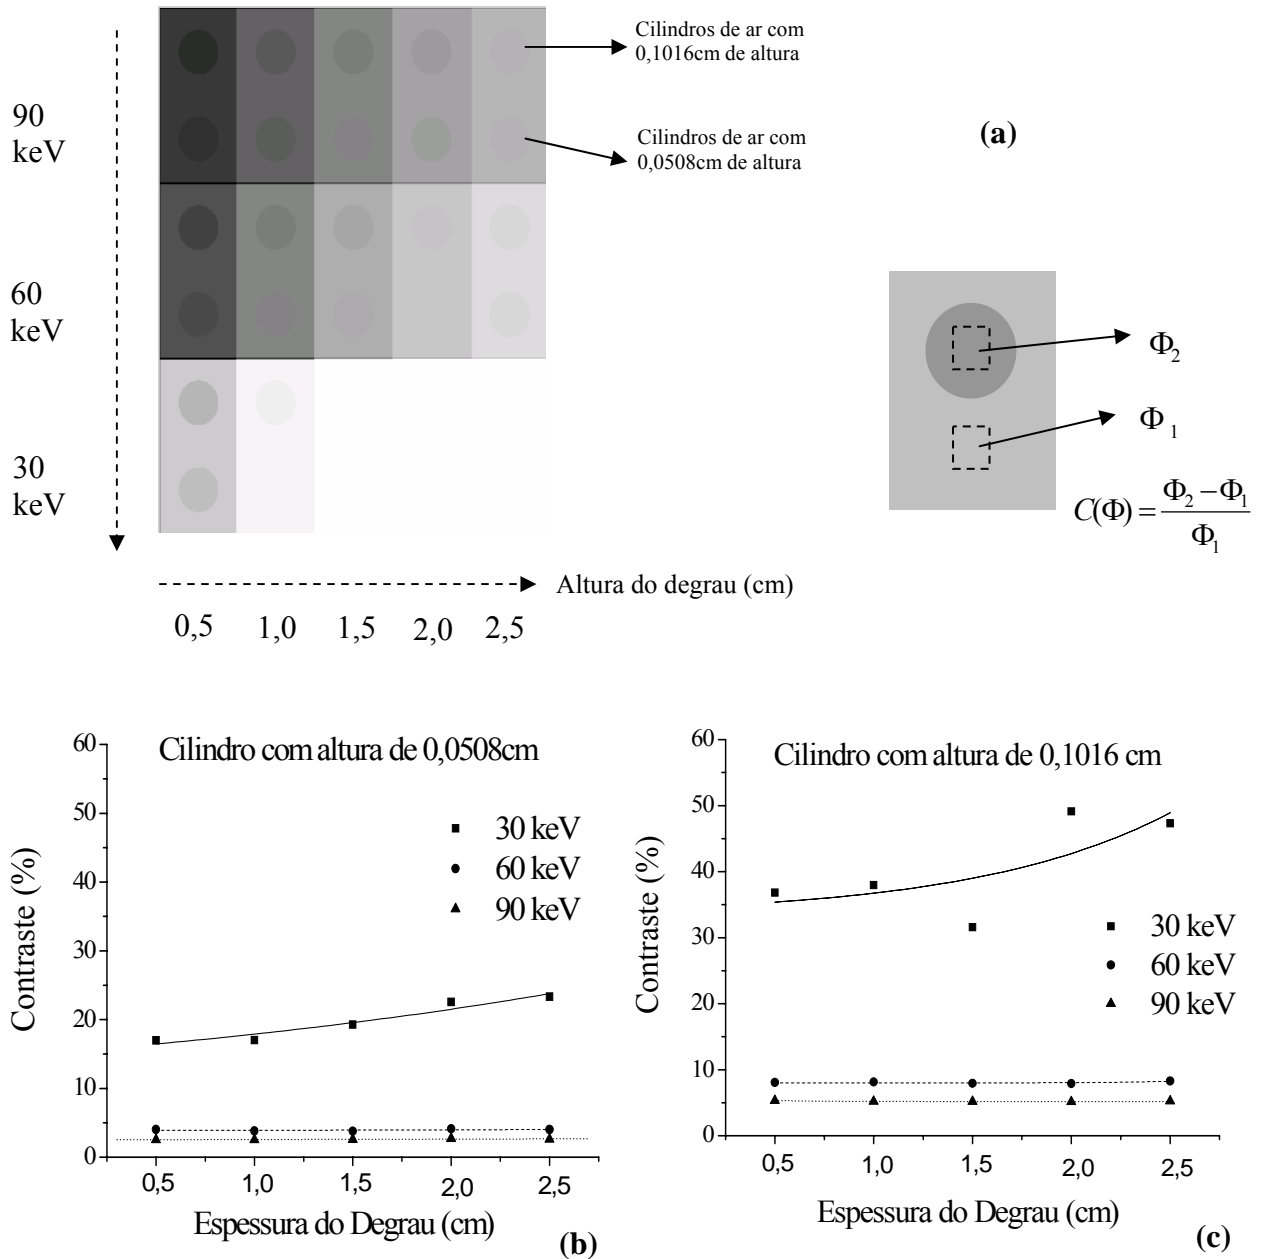 Cilindros de ar com
0,1016cm de altura
90
keV
Cilindros de ar com
0,0508cm de altura
(a)
60
keV
30
keV
Φ2
Φ1
C(Φ) = (Φ2 − Φ1) / Φ1
Altura do degrau (cm)
0,5 1,0 1,5 2,0 2,5
Cilindro com altura de 0,0508cm
30 keV
60 keV
90 keV
Contraste (%)
60
50
40
30
20
10
0
0,5 1,0 1,5 2,0 2,5
Espessura do Degrau (cm)
(b)
Cilindro com altura de 0,1016 cm
30 keV
60 keV
90 keV
Contraste (%)
60
50
40
30
20
10
0
0,5 1,0 1,5 2,0 2,5
Espessura do Degrau (cm)
(c)